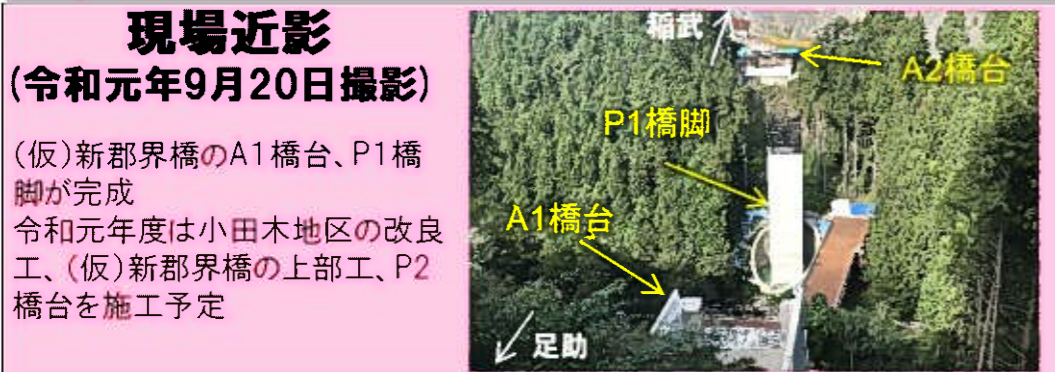 現場近影
(令和元年9月20日撮影)
(仮)新郡界橋のA1橋台、P1橋
脚が完成
令和元年度は小田木地区の改良
工、(仮)新郡界橋の上部工、P2
橋台を施工予定
稲武
A2橋台
P1橋脚
A1橋台
足助